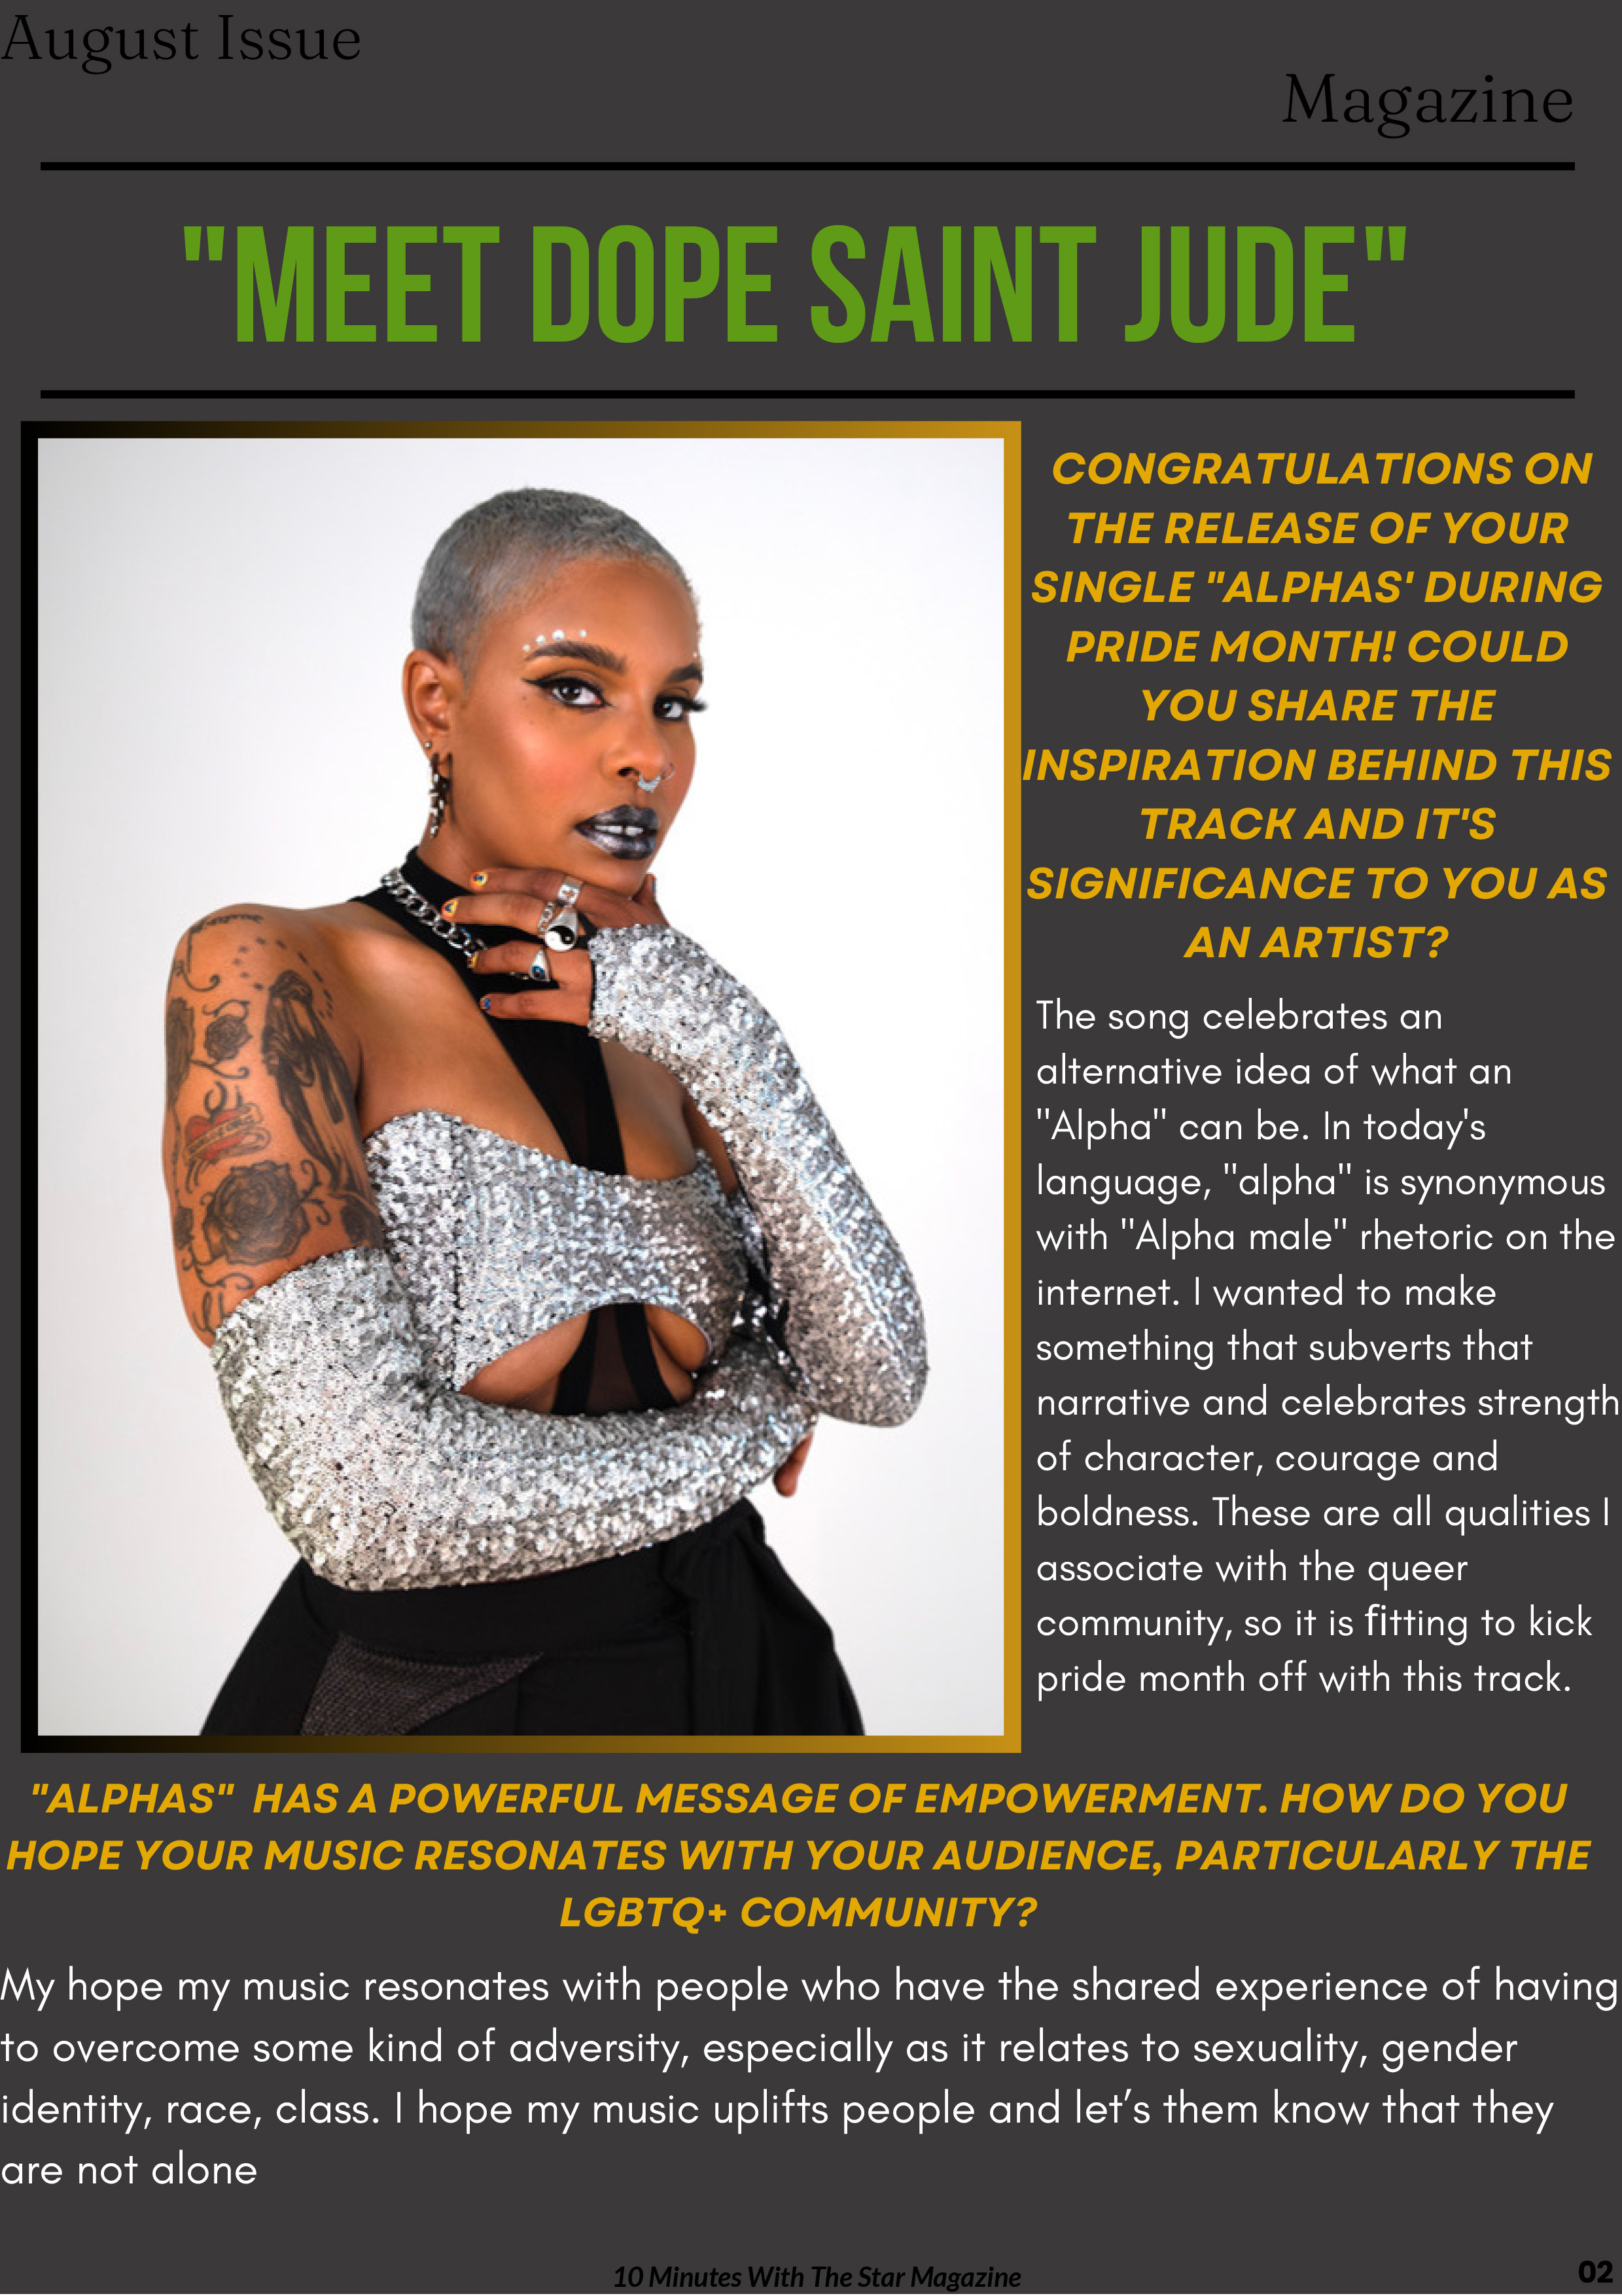 August Issue
Magazine
"MEET DOPE SAINT JUDE"
CONGRATULATIONS ON
THE RELEASE OF YOUR
SINGLE "ALPHAS' DURING
PRIDE MONTH! COULD
YOU SHARE THE
INSPIRATION BEHIND THIS
TRACK AND IT'S
SIGNIFICANCE TO YOU AS
AN ARTIST?
The song celebrates an
alternative idea of what an
"Alpha" can be. In today's
language, "alpha" is synonymous
with "Alpha male" rhetoric on the
internet. I wanted to make
something that subverts that
narrative and celebrates strength
of character, courage and
boldness. These are all qualities I
associate with the queer
community, so it is fitting to kick
pride month off with this track.
"ALPHAS" HAS A POWERFUL MESSAGE OF EMPOWERMENT. HOW DO YOU
HOPE YOUR MUSIC RESONATES WITH YOUR AUDIENCE, PARTICULARLY THE
LGBTQ+ COMMUNITY?
My hope my music resonates with people who have the shared experience of having
to overcome some kind of adversity, especially as it relates to sexuality, gender
identity, race, class. I hope my music uplifts people and let’s them know that they
are not alone
10 Minutes With The Star Magazine
02